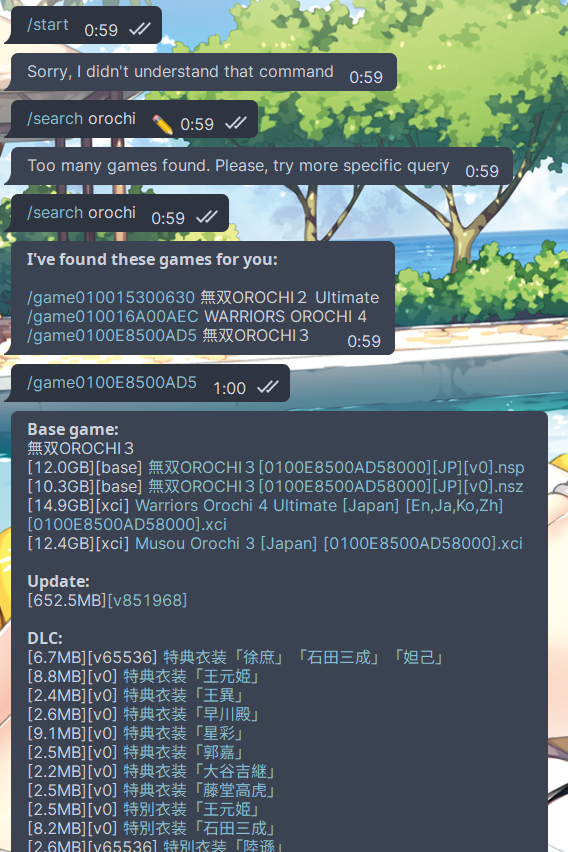 /start 0:59
Sorry, I didn't understand that command 0:59
/search orochi ✏️ 0:59
Too many games found. Please, try more specific query 0:59
/search orochi 0:59
I've found these games for you:
/game010015300630 無双OROCHI２ Ultimate
/game010016A00AEC WARRIORS OROCHI 4
/game0100E8500AD5 無双OROCHI３
0:59
/game0100E8500AD5 1:00
Base game:
無双OROCHI３
[12.0GB][base] 無双OROCHI３[0100E8500AD58000][JP][v0].nsp
[10.3GB][base] 無双OROCHI３[0100E8500AD58000][JP][v0].nsz
[14.9GB][xci] Warriors Orochi 4 Ultimate [Japan] [En,Ja,Ko,Zh]
[0100E8500AD58000].xci
[12.4GB][xci] Musou Orochi 3 [Japan] [0100E8500AD58000].xci
Update:
[652.5MB][v851968]
DLC:
[6.7MB][v65536] 特典衣装「徐庶」「石田三成」「妲己」
[8.8MB][v0] 特典衣装「王元姫」
[2.4MB][v0] 特典衣装「王異」
[2.6MB][v0] 特典衣装「早川殿」
[9.1MB][v0] 特典衣装「星彩」
[2.5MB][v0] 特典衣装「郭嘉」
[2.2MB][v0] 特典衣装「大谷吉継」
[2.5MB][v0] 特典衣装「藤堂高虎」
[2.5MB][v0] 特別衣装「王元姫」
[8.2MB][v0] 特別衣装「石田三成」
[2.6MB][v65536] 特別衣装「陸遜」